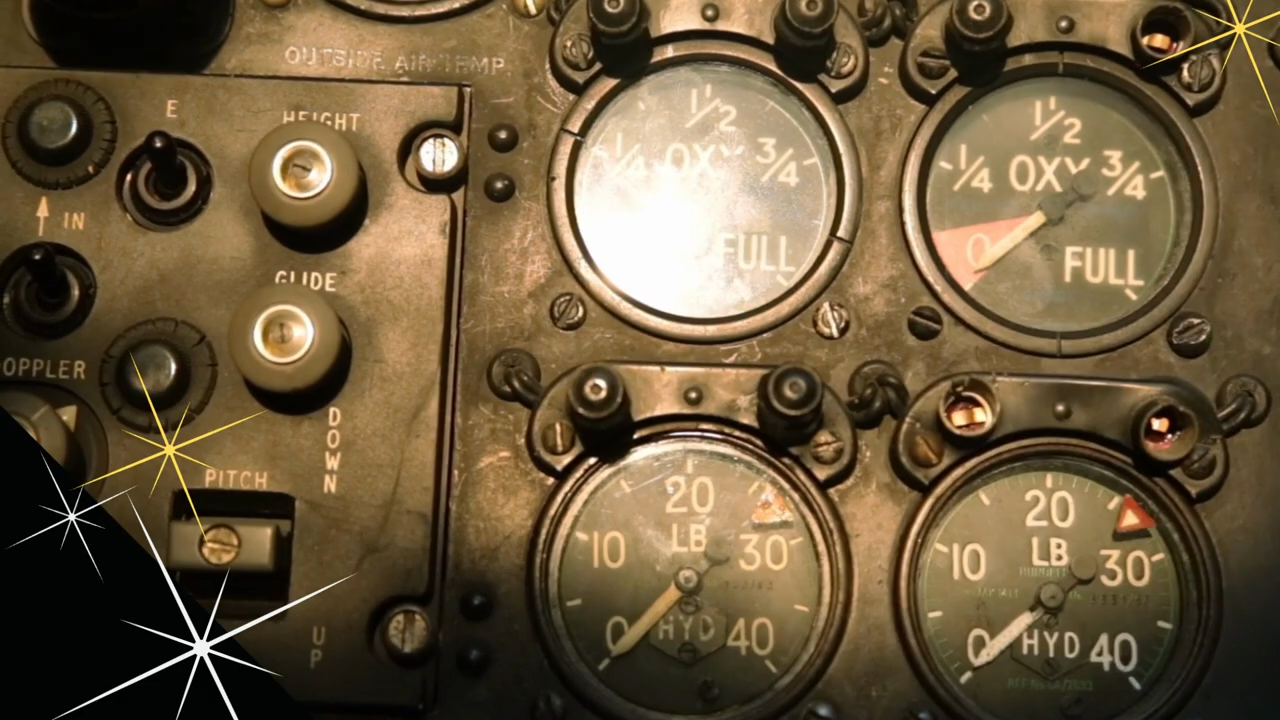 OUTSIDE AIR TEMP
E
HEIGHT
IN
GLIDE
DOPPLER
DOWN
PITCH
UP
1/2
1/4 OXY 3/4
FULL
1/2
1/4 OXY 3/4
0
FULL
20
LB
10 30
0 HYD 40
20
LB
10 30
0 HYD 40